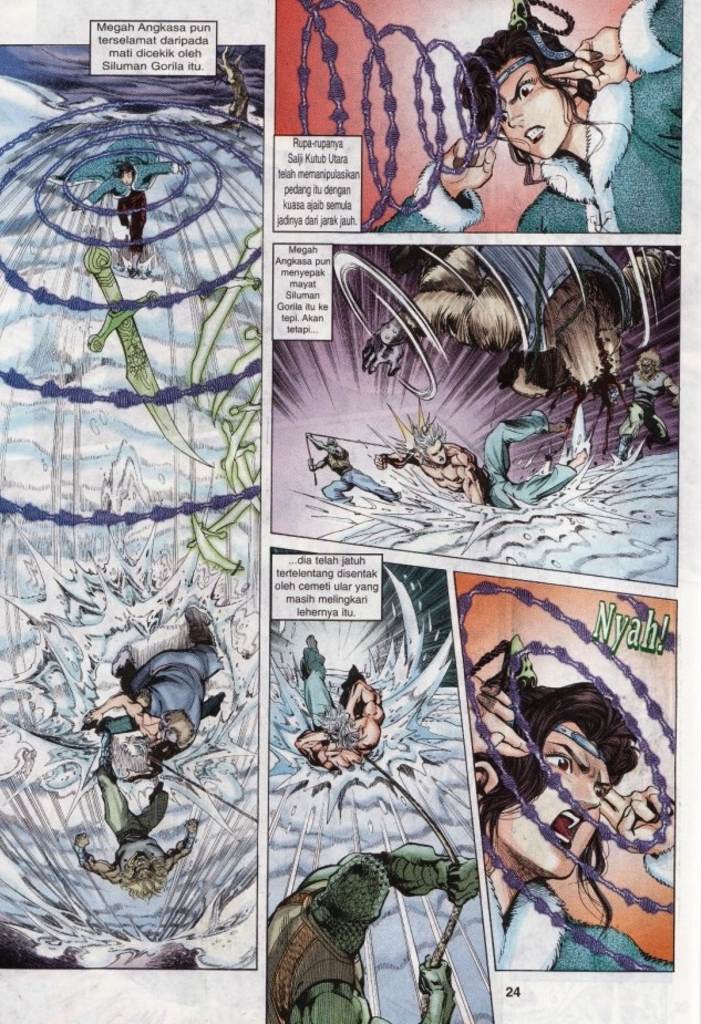 Megah Angkasa pun
terselamat daripada
mati dicekik oleh
Siluman Gorila itu.
Rupa-rupanya
Salji Kutub Utara
telah memanipulasikan
pedang itu dengan
kuasa ajaib semula
jadinya dari jarak jauh.
Megah
Angkasa pun
menyepak
mayat
Siluman
Gorila itu ke
tepi. Akan
tetapi...
...dia telah jatuh
tertelentang disentak
oleh cemeti ular yang
masih melingkari
lehernya itu.
Nyah!
24